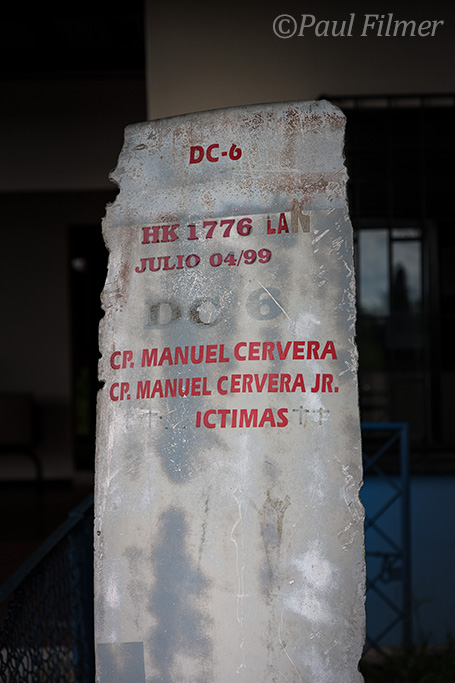 ©Paul Filmer
DC-6
HK 1776 LAN
JULIO 04/99
DC 6
CP. MANUEL CERVERA
CP. MANUEL CERVERA JR.
ICTIMAS